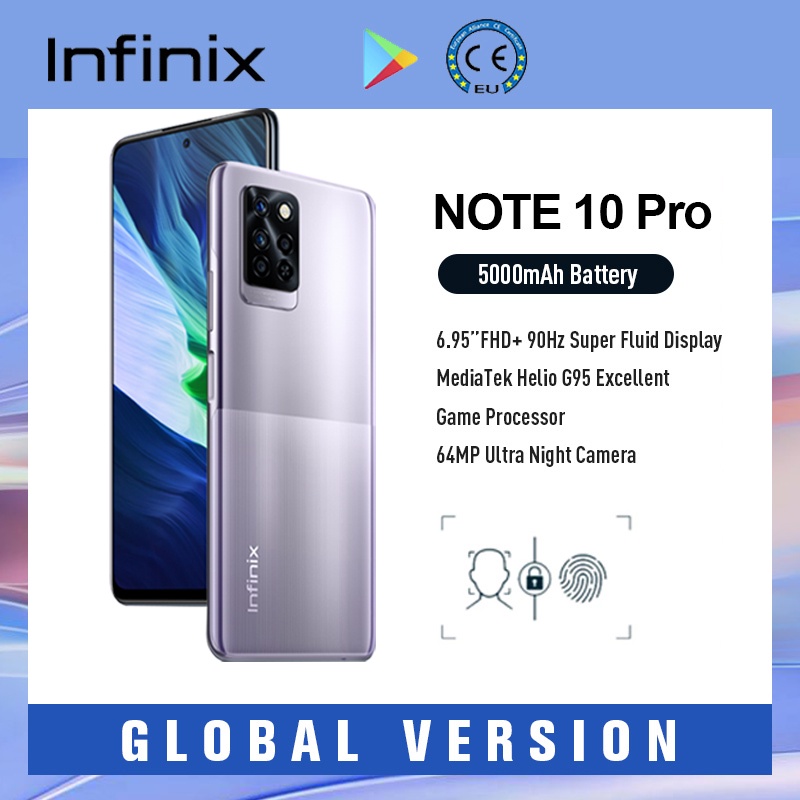 Infinix
CE
EU
NOTE 10 Pro
5000mAh Battery
6.95”FHD+ 90Hz Super Fluid Display
MediaTek Helio G95 Excellent
Game Processor
64MP Ultra Night Camera
Infinix
GLOBAL VERSION